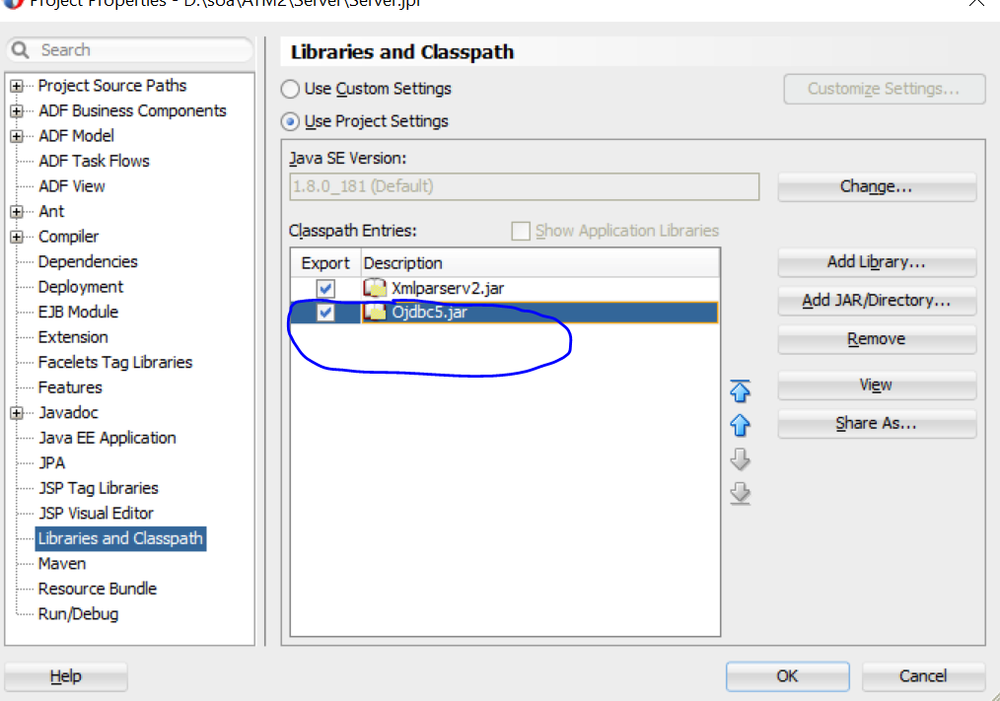 Project Properties - D:\soa\ATM2\Server\Server.jpr
Search
Project Source Paths
ADF Business Components
ADF Model
ADF Task Flows
ADF View
Ant
Compiler
Dependencies
Deployment
EJB Module
Extension
Facelets Tag Libraries
Features
Javadoc
Java EE Application
JPA
JSP Tag Libraries
JSP Visual Editor
Libraries and Classpath
Maven
Resource Bundle
Run/Debug
Libraries and Classpath
Use Custom Settings
Customize Settings...
Use Project Settings
Java SE Version:
1.8.0_181 (Default)
Change...
Classpath Entries:
Show Application Libraries
Export Description
Xmlparserv2.jar
Ojdbc5.jar
Add Library...
Add JAR/Directory...
Remove
View
Share As...
Help
OK
Cancel